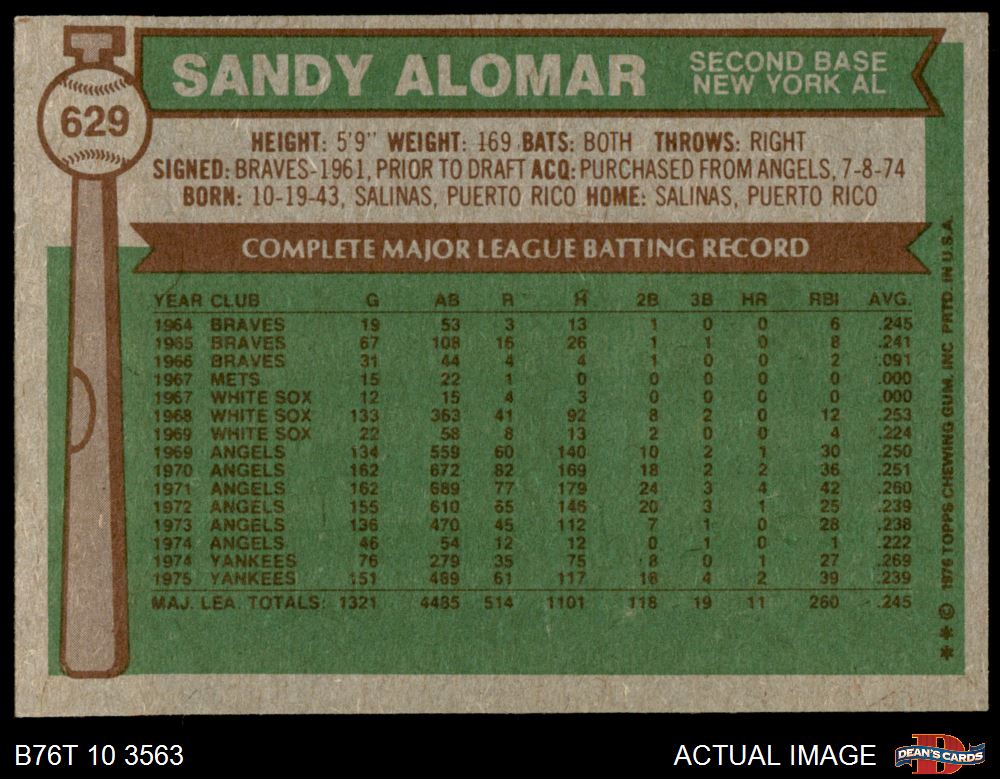 SANDY ALOMAR
SECOND BASE
NEW YORK AL
629
HEIGHT: 5'9" WEIGHT: 169 BATS: BOTH THROWS: RIGHT
SIGNED: BRAVES-1961, PRIOR TO DRAFT ACQ: PURCHASED FROM ANGELS, 7-8-74
BORN: 10-19-43, SALINAS, PUERTO RICO HOME: SALINAS, PUERTO RICO
COMPLETE MAJOR LEAGUE BATTING RECORD
YEAR CLUB G AB R H 2B 3B HR RBI AVG.
1964 BRAVES 19 53 3 13 1 0 0 6 .245
1965 BRAVES 67 108 16 26 1 1 0 8 .241
1966 BRAVES 31 44 4 4 1 0 0 2 .091
1967 METS 15 22 1 0 0 0 0 0 .000
1967 WHITE SOX 12 15 4 3 0 0 0 0 .000
1968 WHITE SOX 133 363 41 92 8 2 0 12 .253
1969 WHITE SOX 22 58 8 13 2 0 0 4 .224
1969 ANGELS 134 559 60 140 10 2 1 30 .250
1970 ANGELS 162 672 82 169 18 2 2 36 .251
1971 ANGELS 162 689 77 179 24 3 4 42 .260
1972 ANGELS 155 610 65 146 20 3 1 25 .239
1973 ANGELS 136 470 45 112 7 1 0 28 .238
1974 ANGELS 46 54 12 12 0 1 0 1 .222
1974 YANKEES 76 279 35 75 8 0 1 27 .269
1975 YANKEES 151 489 61 117 18 4 2 39 .239
MAJ. LEA. TOTALS: 1321 4485 514 1101 118 19 11 260 .245
* * © 1976 TOPPS CHEWING GUM, INC PRTD. IN U.S.A.
B76T 10 3563
ACTUAL IMAGE
DEAN'S CARDS